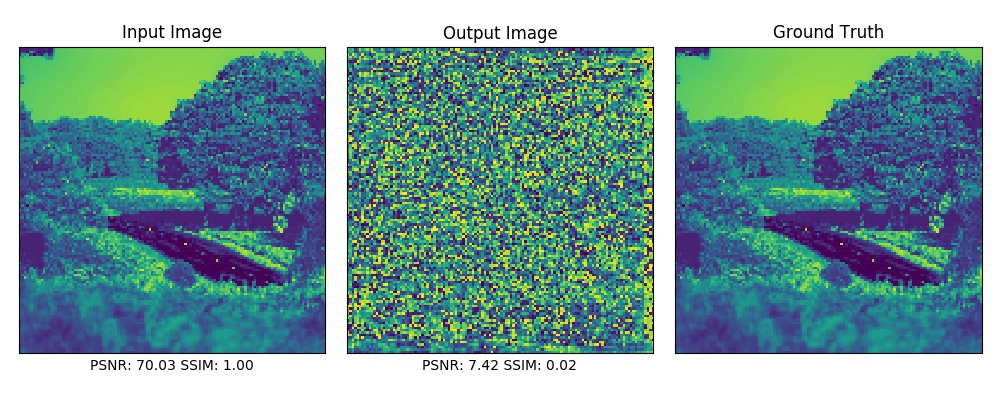 Input Image
Output Image
Ground Truth
PSNR: 70.03 SSIM: 1.00
PSNR: 7.42 SSIM: 0.02